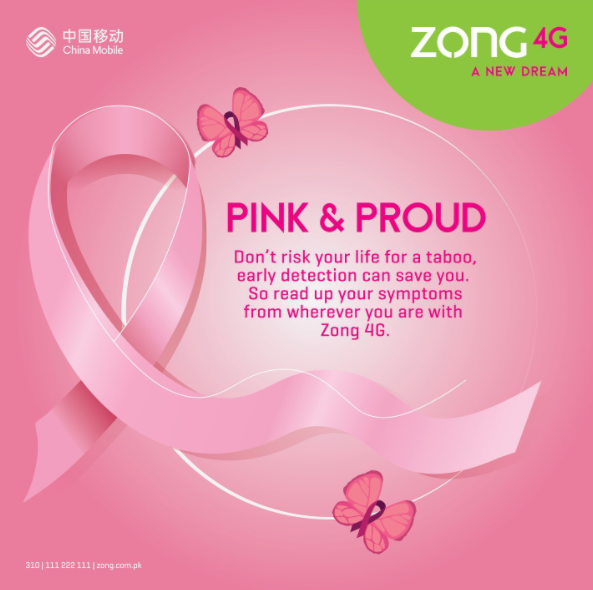 中国移动
China Mobile
ZONG 4G
A NEW DREAM
PINK & PROUD
Don't risk your life for a taboo,
early detection can save you.
So read up your symptoms
from wherever you are with
Zong 4G.
310 | 111 222 111 | zong.com.pk